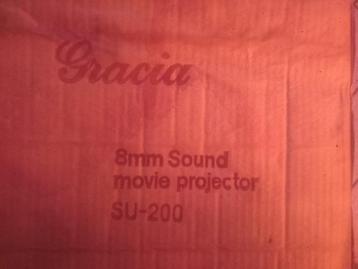 Gracia
8mm Sound
movie projector
SU-200